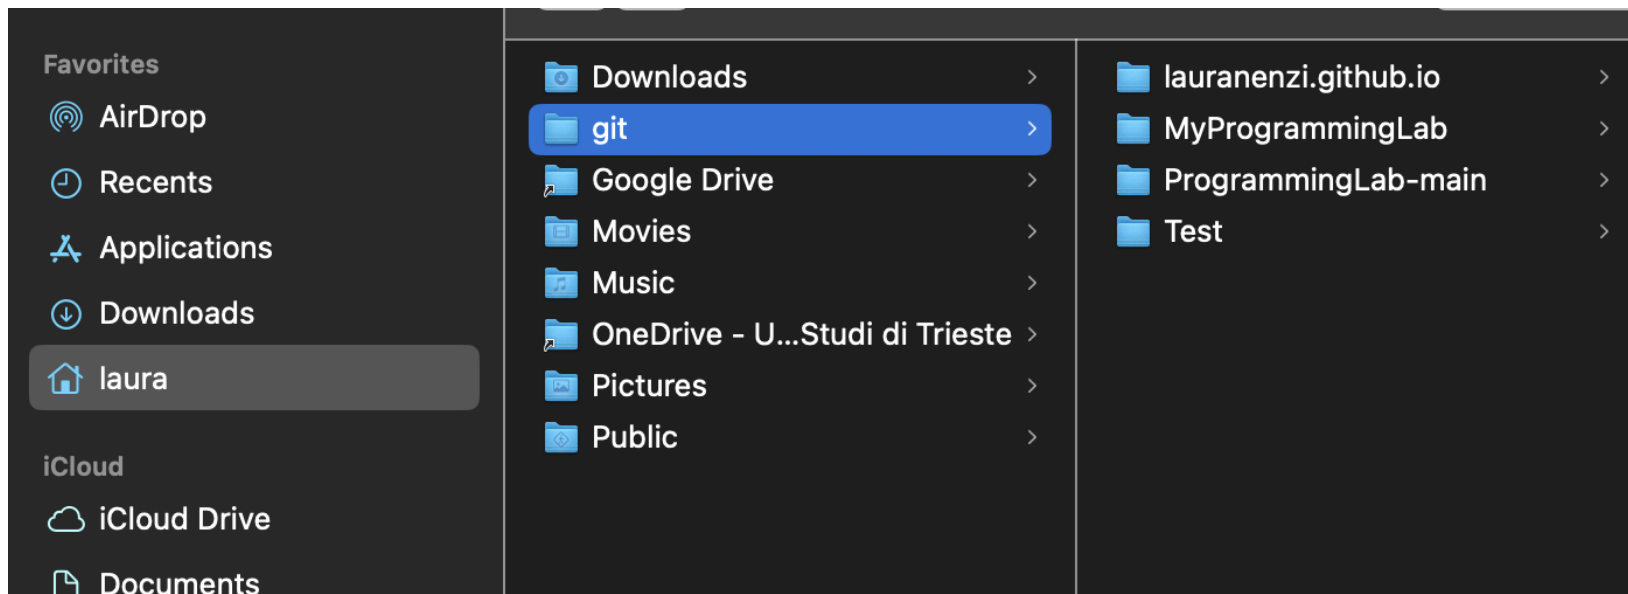 Favorites
AirDrop
Recents
Applications
Downloads
laura
iCloud
iCloud Drive
Documents
Downloads
git
Google Drive
Movies
Music
OneDrive - U...Studi di Trieste
Pictures
Public
lauranenzi.github.io
MyProgrammingLab
ProgrammingLab-main
Test